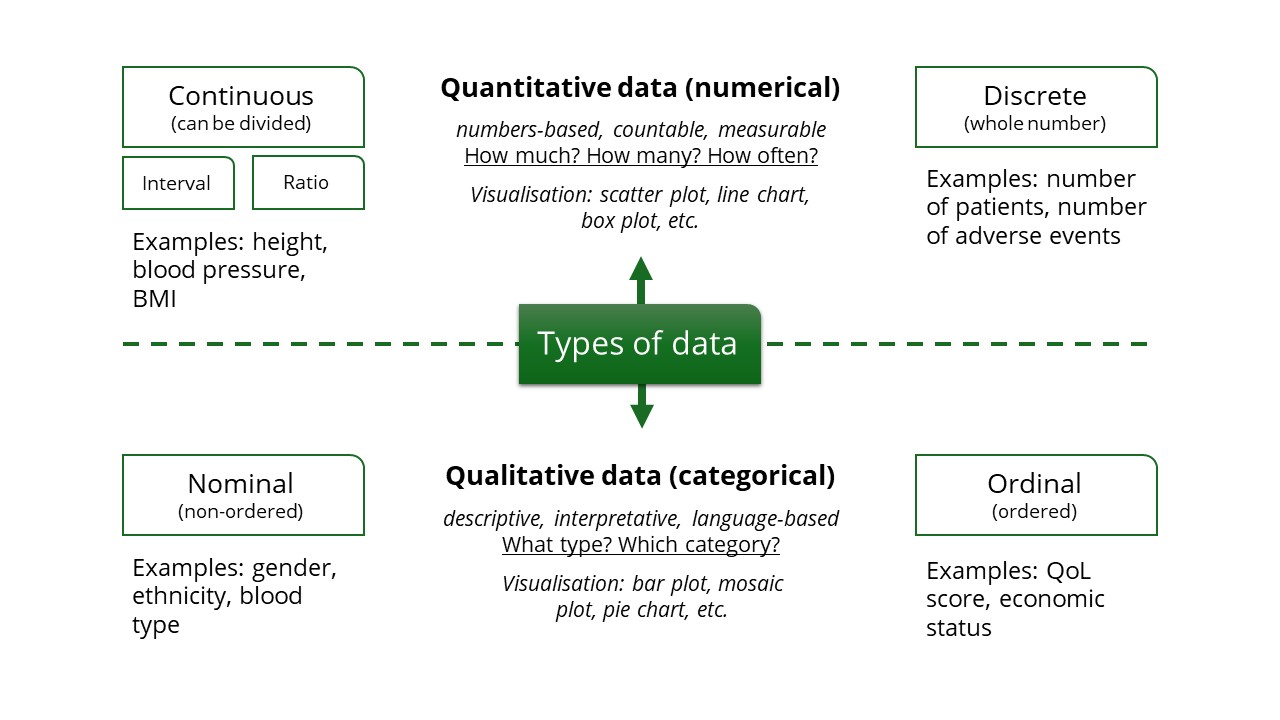 Continuous
(can be divided)
Interval
Ratio
Examples: height,
blood pressure,
BMI
Quantitative data (numerical)
numbers-based, countable, measurable
How much? How many? How often?
Visualisation: scatter plot, line chart,
box plot, etc.
Discrete
(whole number)
Examples: number
of patients, number
of adverse events
Types of data
Nominal
(non-ordered)
Examples: gender,
ethnicity, blood
type
Qualitative data (categorical)
descriptive, interpretative, language-based
What type? Which category?
Visualisation: bar plot, mosaic
plot, pie chart, etc.
Ordinal
(ordered)
Examples: QoL
score, economic
status